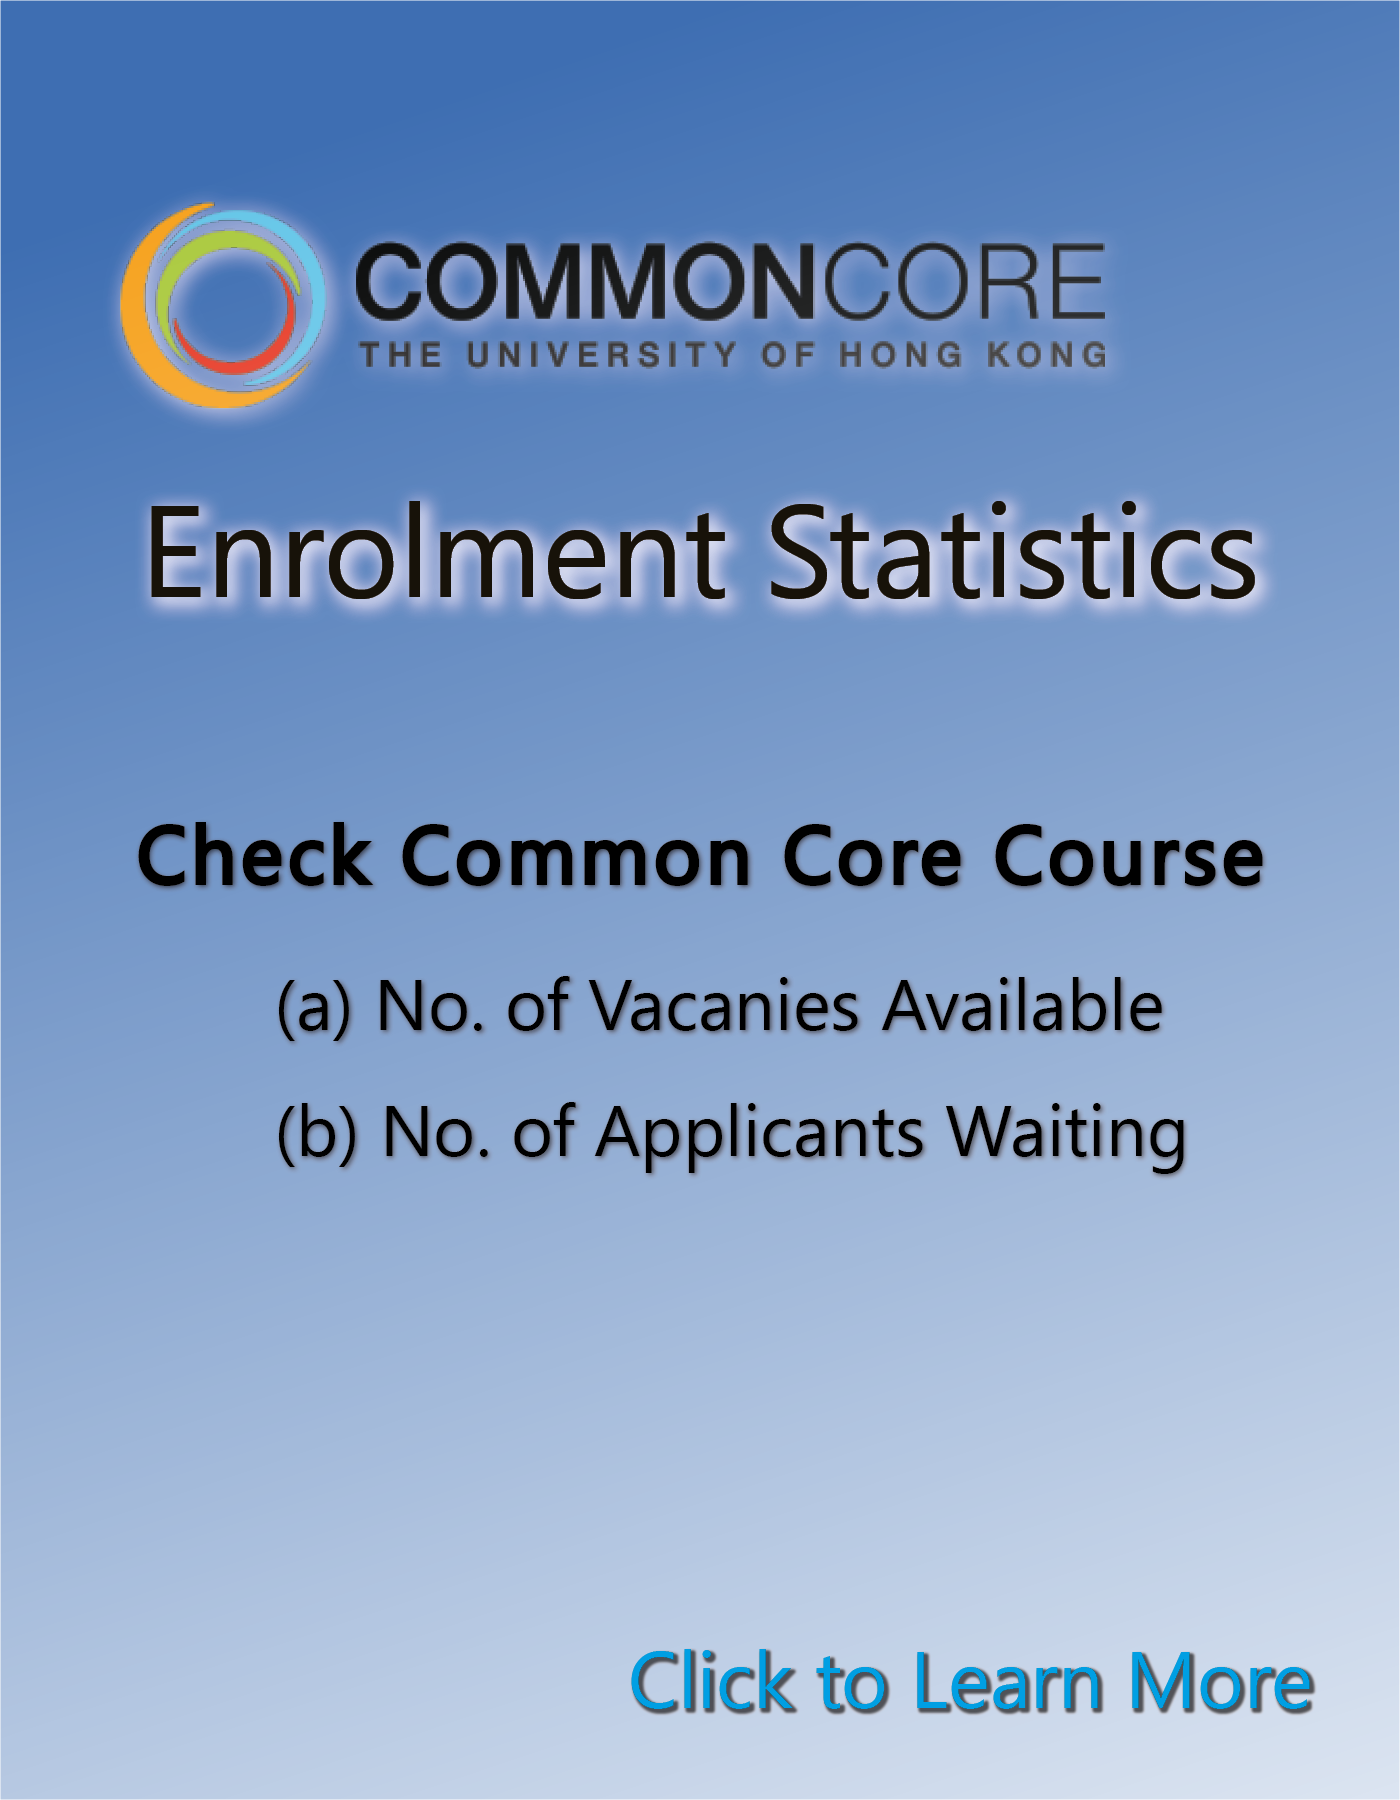 COMMONCORE
THE UNIVERSITY OF HONG KONG
Enrolment Statistics
Check Common Core Course
(a) No. of Vacanies Available
(b) No. of Applicants Waiting
Click to Learn More